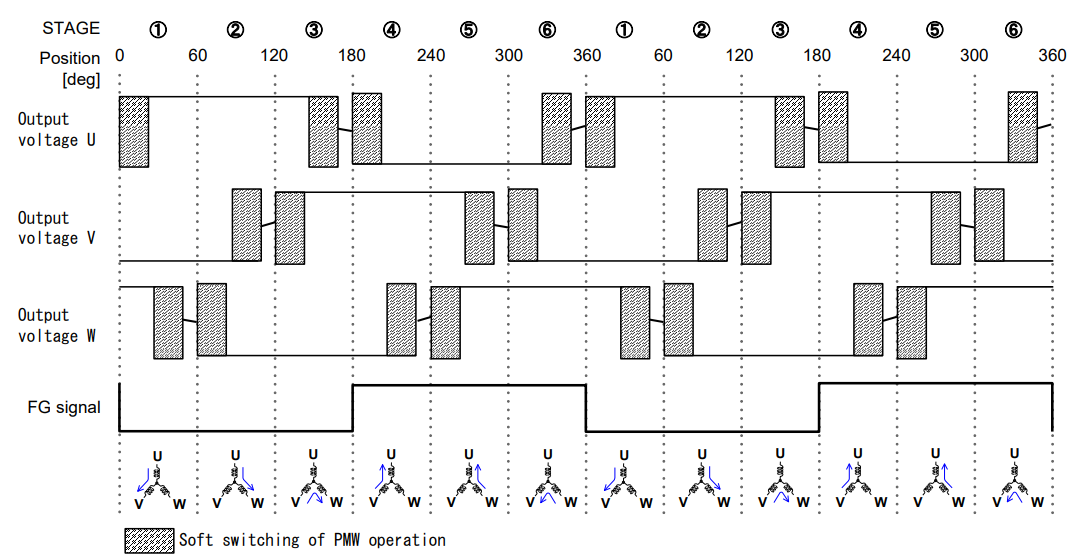 STAGE ① ② ③ ④ ⑤ ⑥ ① ② ③ ④ ⑤ ⑥
Position 0 60 120 180 240 300 360 60 120 180 240 300 360
[deg]
Output
voltage U
Output
voltage V
Output
voltage W
FG signal
U U U U U U U U U U U U
V W V W V W V W V W V W V W V W V W V W V W V W
Soft switching of PMW operation